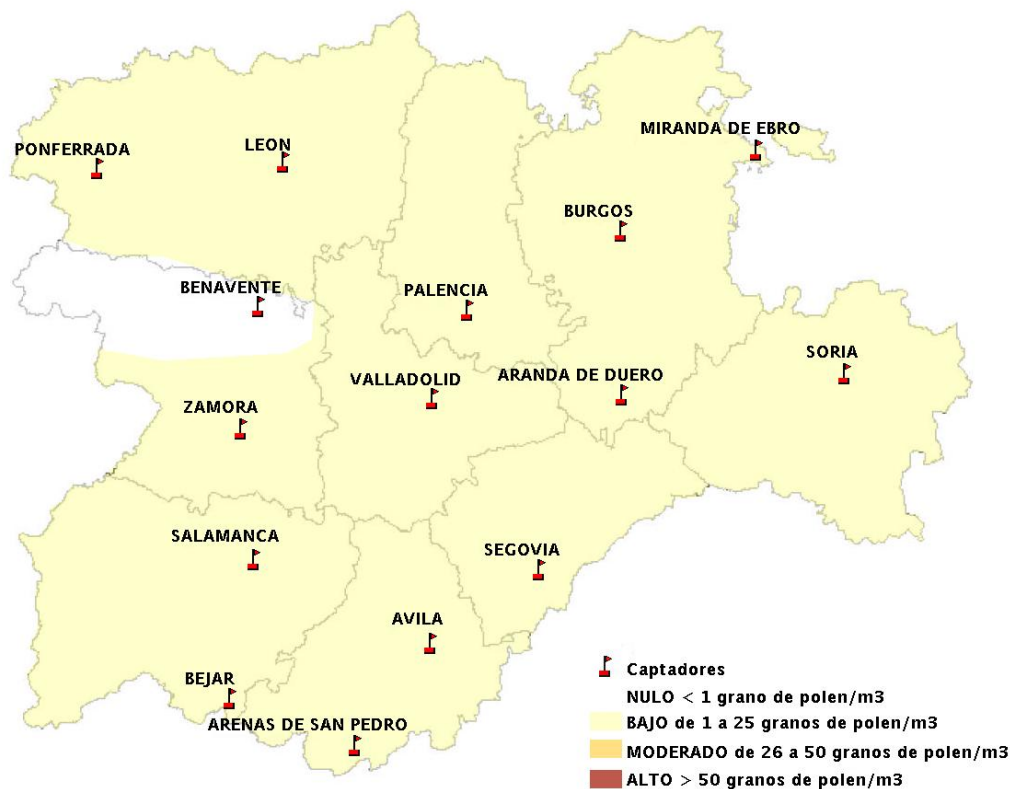 MIRANDA DE EBRO
PONFERRADA
LEON
BURGOS
BENAVENTE
PALENCIA
SORIA
VALLADOLID
ARANDA DE DUERO
ZAMORA
SALAMANCA
SEGOVIA
AVILA
BEJAR
ARENAS DE SAN PEDRO
Captadores
NULO < 1 grano de polen/m3
BAJO de 1 a 25 granos de polen/m3
MODERADO de 26 a 50 granos de polen/m3
ALTO > 50 granos de polen/m3